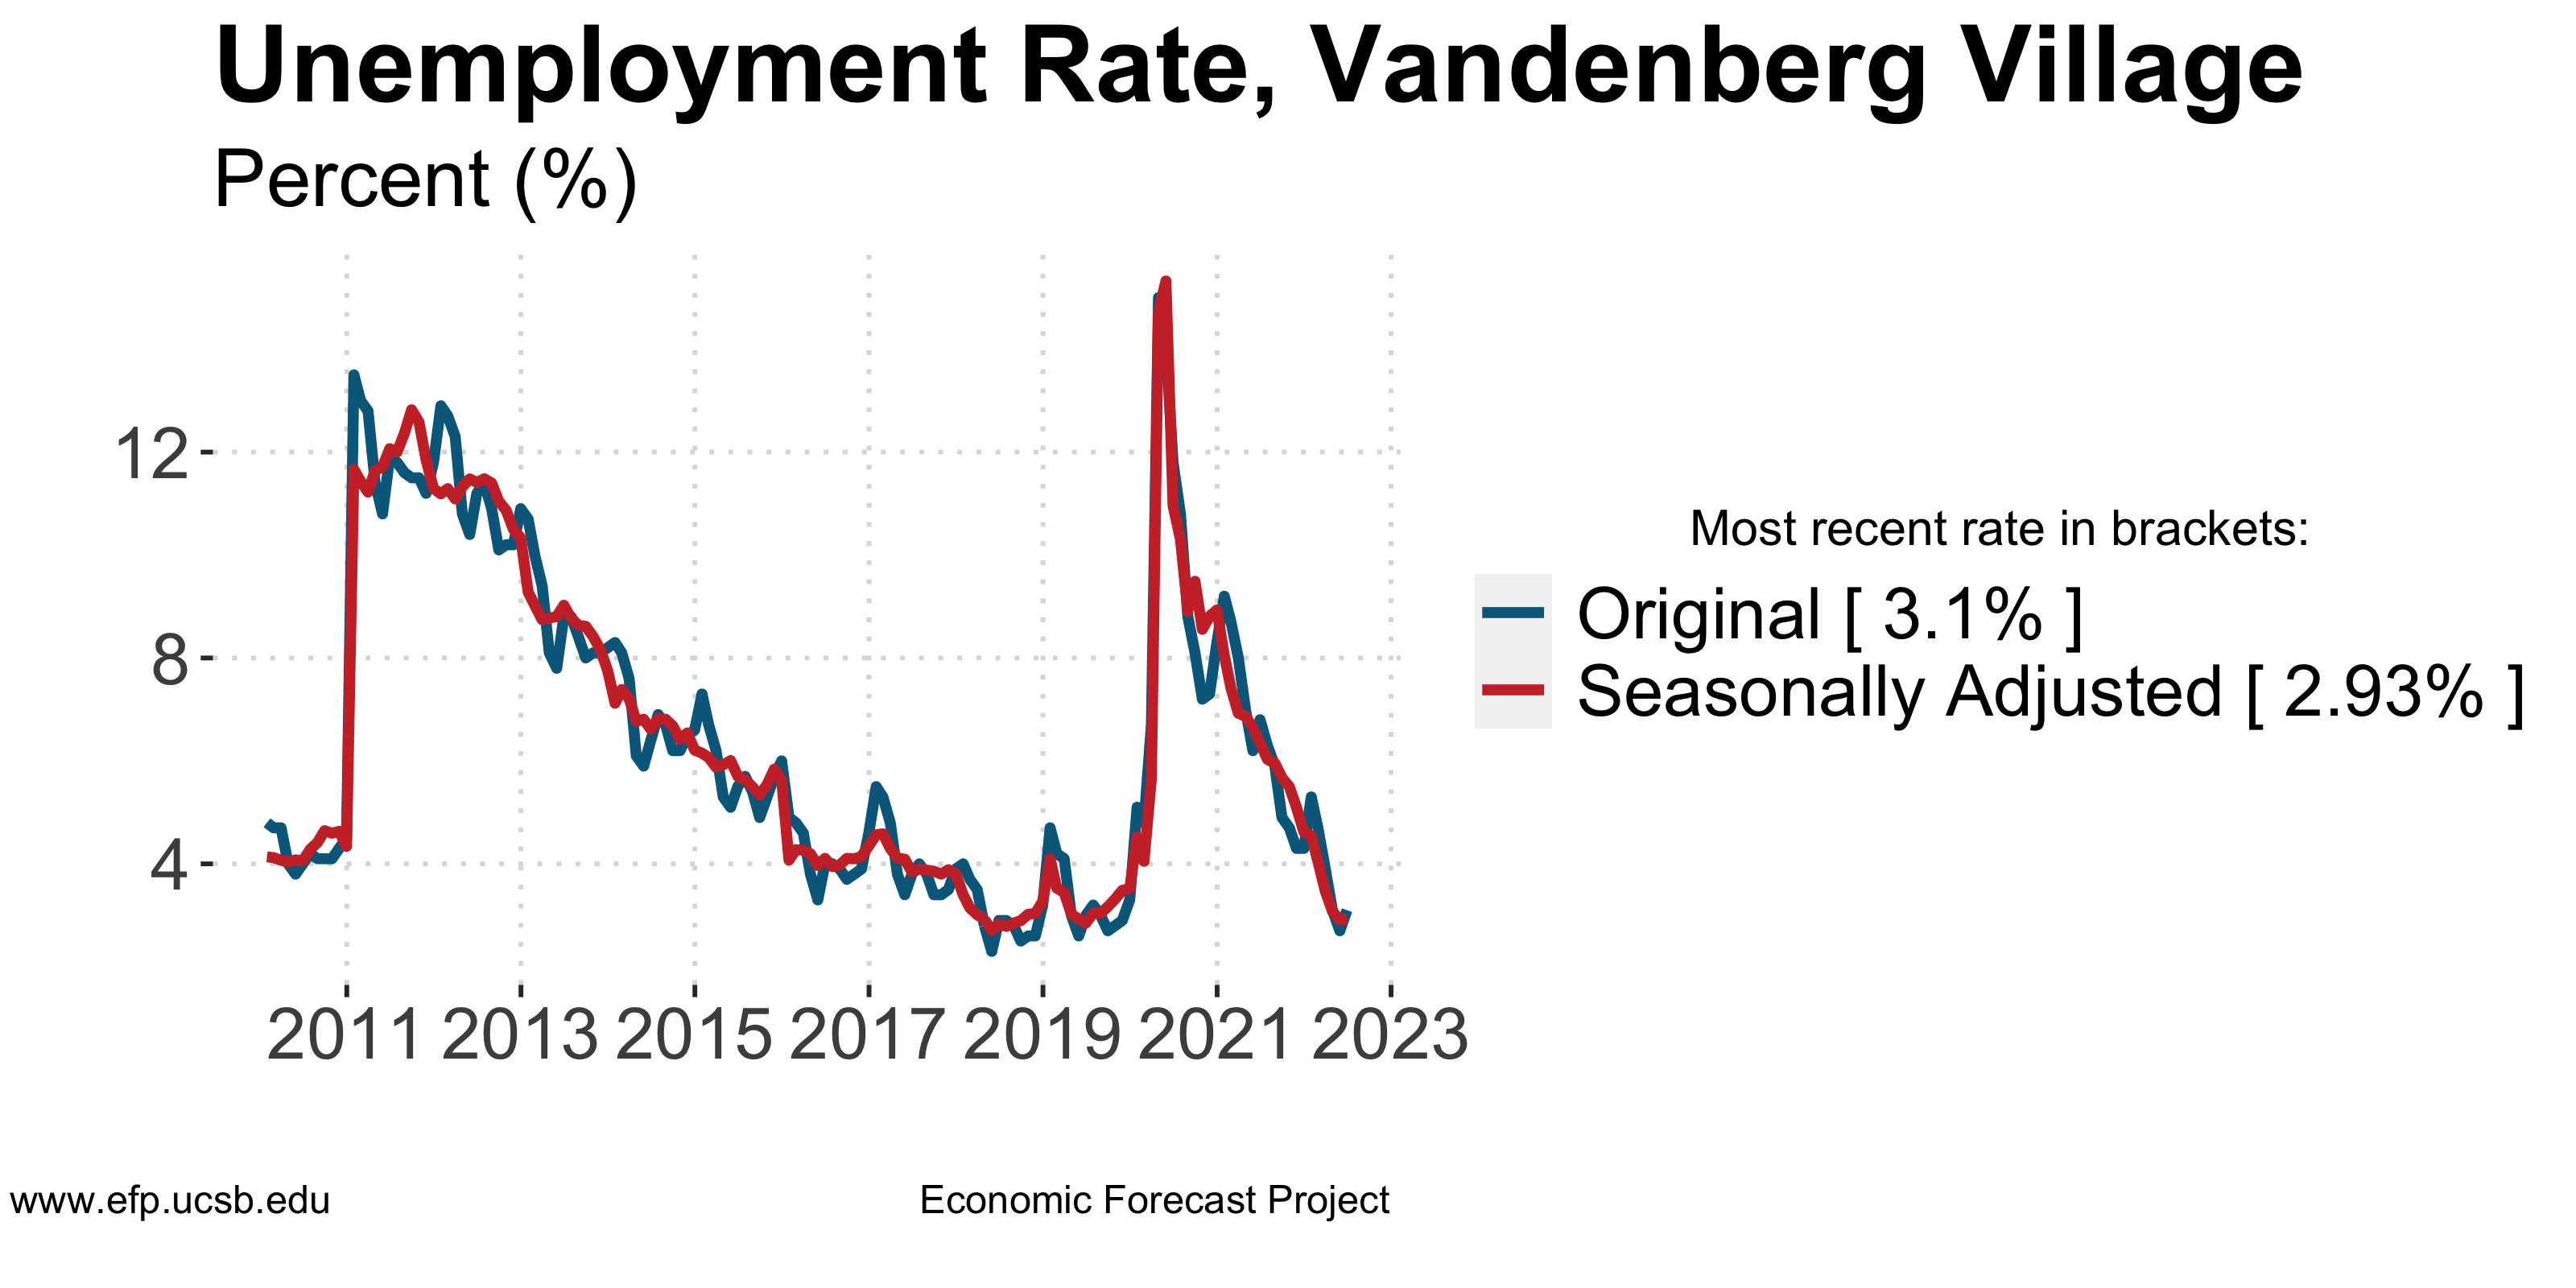 Unemployment Rate, Vandenberg Village
Percent (%)
12
8
4
2011 2013 2015 2017 2019 2021 2023
Most recent rate in brackets:
Original [ 3.1% ]
Seasonally Adjusted [ 2.93% ]
www.efp.ucsb.edu
Economic Forecast Project